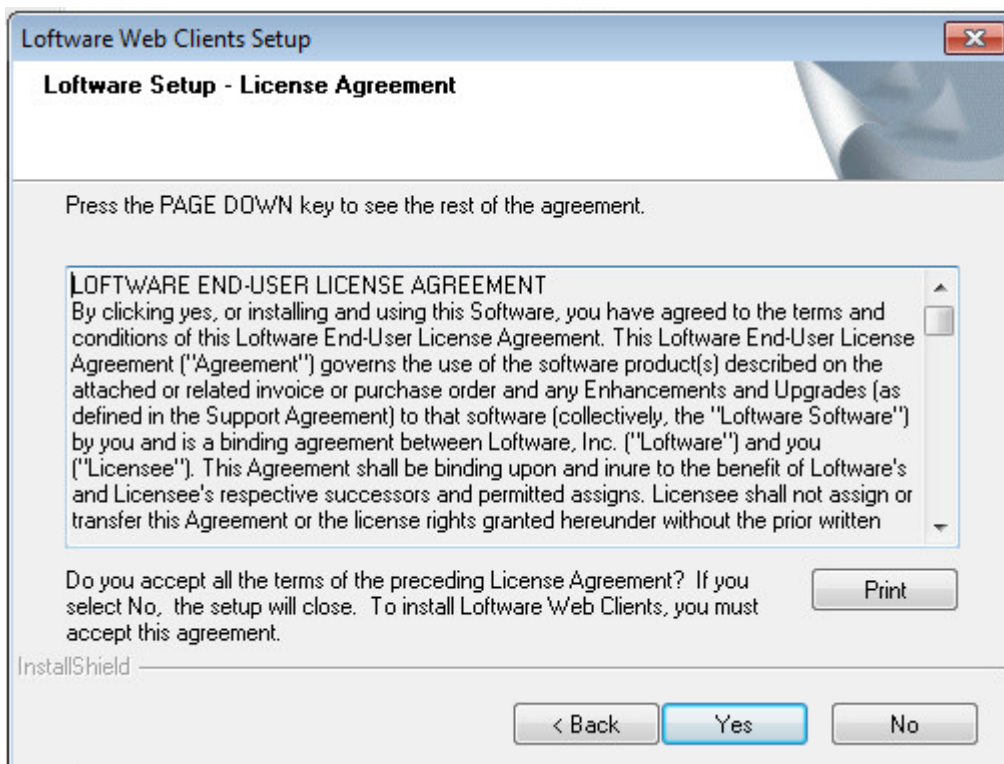 Loftware Web Clients Setup
Loftware Setup - License Agreement
Press the PAGE DOWN key to see the rest of the agreement.
LOFTWARE END-USER LICENSE AGREEMENT
By clicking yes, or installing and using this Software, you have agreed to the terms and
conditions of this Loftware End-User License Agreement. This Loftware End-User License
Agreement ("Agreement") governs the use of the software product(s) described on the
attached or related invoice or purchase order and any Enhancements and Upgrades (as
defined in the Support Agreement) to that software (collectively, the "Loftware Software")
by you and is a binding agreement between Loftware, Inc. ("Loftware") and you
("Licensee"). This Agreement shall be binding upon and inure to the benefit of Loftware's
and Licensee's respective successors and permitted assigns. Licensee shall not assign or
transfer this Agreement or the license rights granted hereunder without the prior written
Do you accept all the terms of the preceding License Agreement? If you
select No, the setup will close. To install Loftware Web Clients, you must
accept this agreement.
Print
InstallShield
< Back
Yes
No